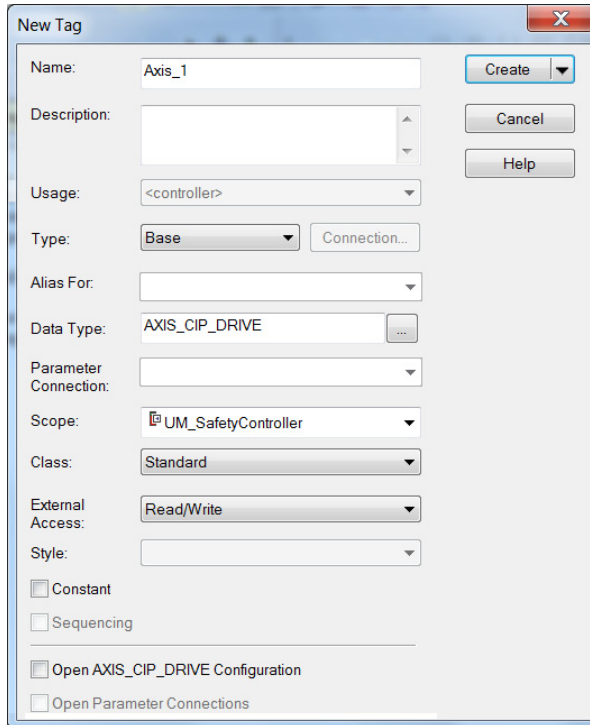 New Tag
Name: Axis_1 Create
Description: Cancel
Help
Usage: <controller>
Type: Base Connection...
Alias For:
Data Type: AXIS_CIP_DRIVE ...
Parameter
Connection:
Scope: UM_SafetyController
Class: Standard
External
Access: Read/Write
Style:
Constant
Sequencing
Open AXIS_CIP_DRIVE Configuration
Open Parameter Connections